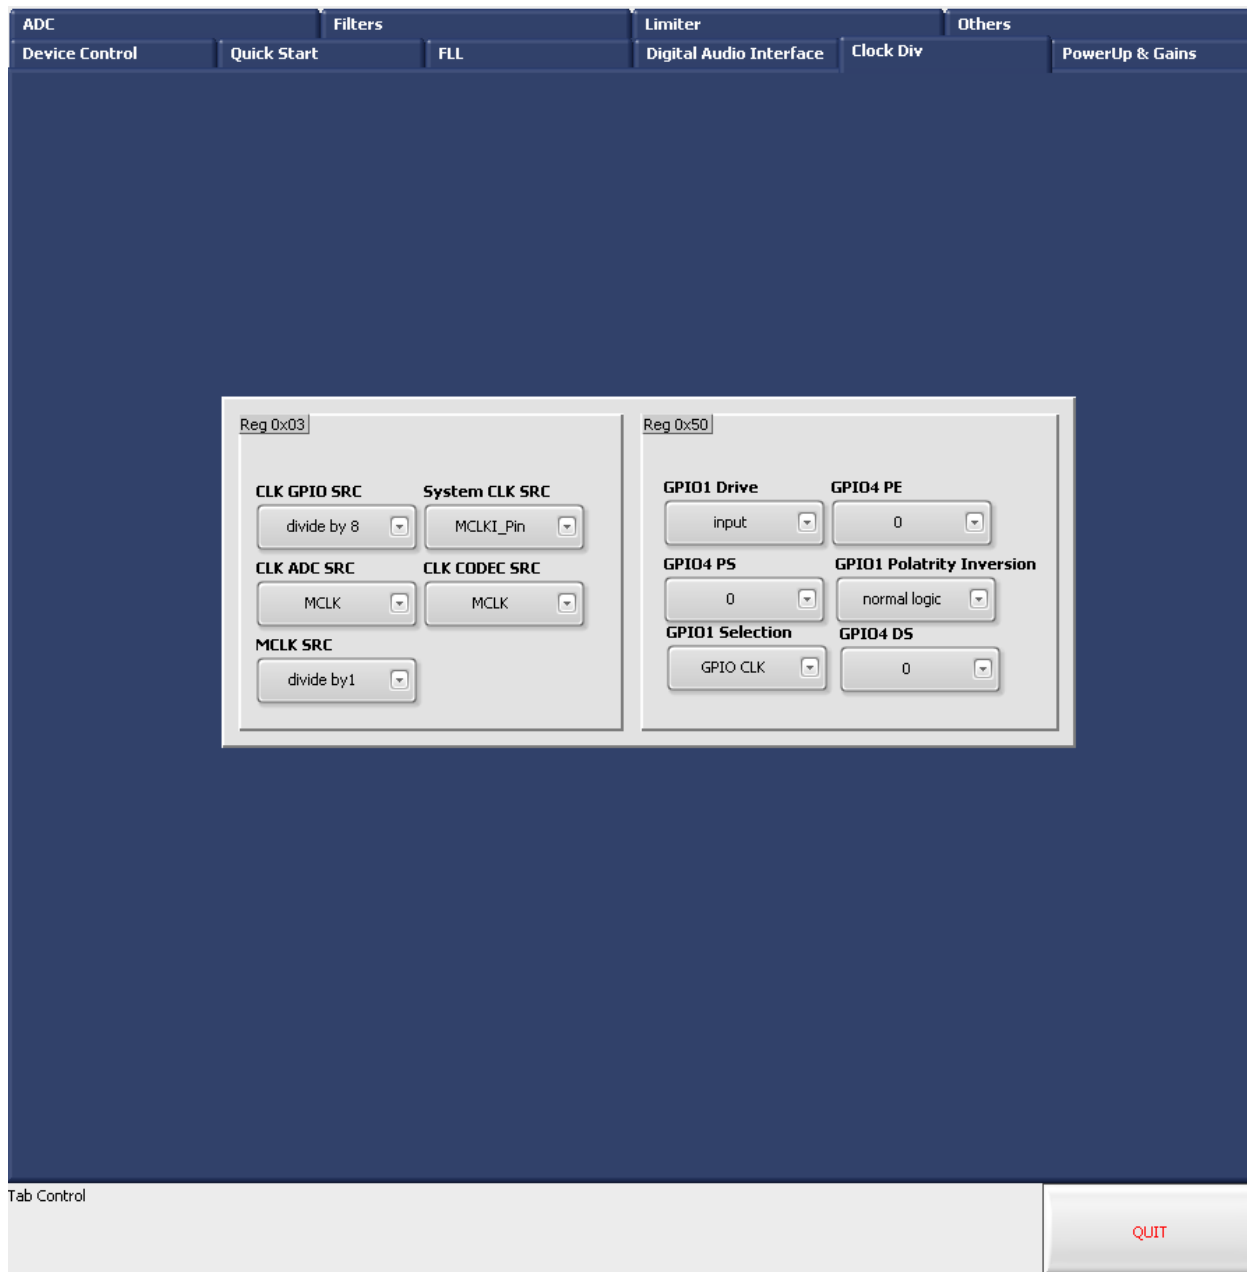 ADC Filters Limiter Others
Device Control Quick Start FLL Digital Audio Interface Clock Div PowerUp & Gains
Reg 0x03
CLK GPIO SRC System CLK SRC
divide by 8 MCLKI_Pin
CLK ADC SRC CLK CODEC SRC
MCLK MCLK
MCLK SRC
divide by1
Reg 0x50
GPIO1 Drive GPIO4 PE
input 0
GPIO4 PS GPIO1 Polatrity Inversion
0 normal logic
GPIO1 Selection GPIO4 DS
GPIO CLK 0
Tab Control
QUIT